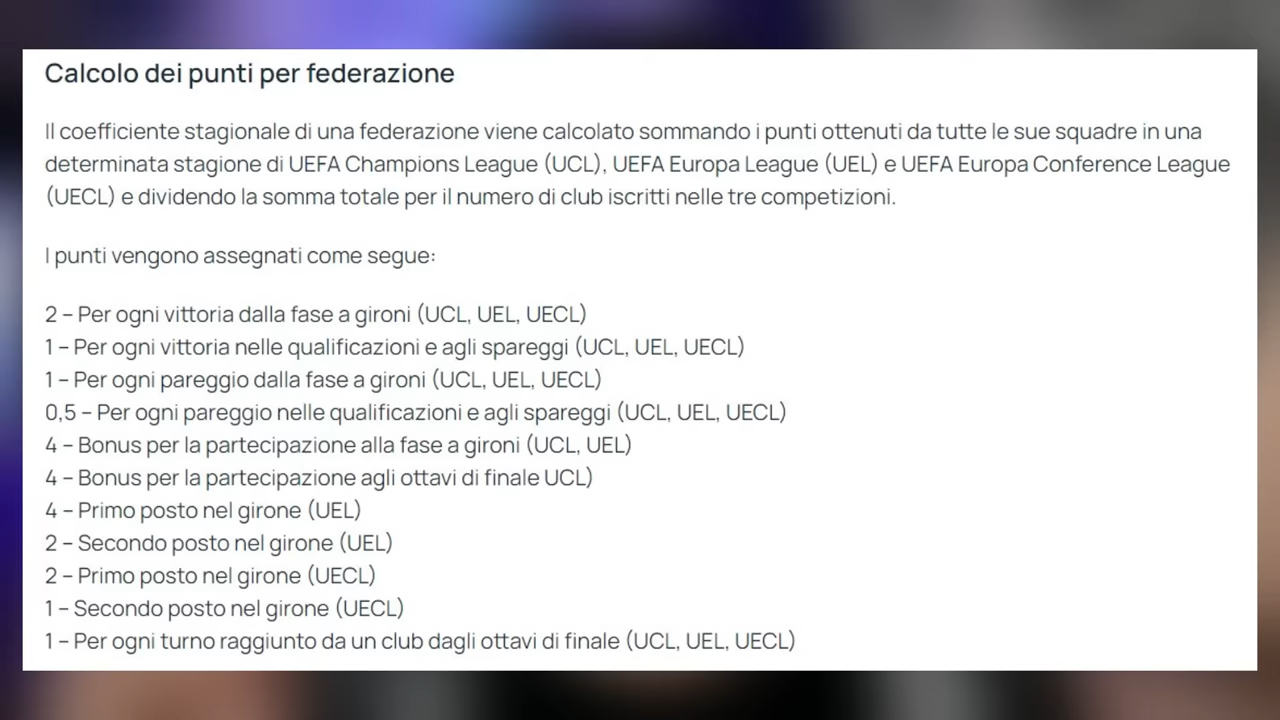 Calcolo dei punti per federazione
Il coefficiente stagionale di una federazione viene calcolato sommando i punti ottenuti da tutte le sue squadre in una
determinata stagione di UEFA Champions League (UCL), UEFA Europa League (UEL) e UEFA Europa Conference League
(UECL) e dividendo la somma totale per il numero di club iscritti nelle tre competizioni.
I punti vengono assegnati come segue:
2 – Per ogni vittoria dalla fase a gironi (UCL, UEL, UECL)
1 – Per ogni vittoria nelle qualificazioni e agli spareggi (UCL, UEL, UECL)
1 – Per ogni pareggio dalla fase a gironi (UCL, UEL, UECL)
0,5 – Per ogni pareggio nelle qualificazioni e agli spareggi (UCL, UEL, UECL)
4 – Bonus per la partecipazione alla fase a gironi (UCL, UEL)
4 – Bonus per la partecipazione agli ottavi di finale UCL)
4 – Primo posto nel girone (UEL)
2 – Secondo posto nel girone (UEL)
2 – Primo posto nel girone (UECL)
1 – Secondo posto nel girone (UECL)
1 – Per ogni turno raggiunto da un club dagli ottavi di finale (UCL, UEL, UECL)